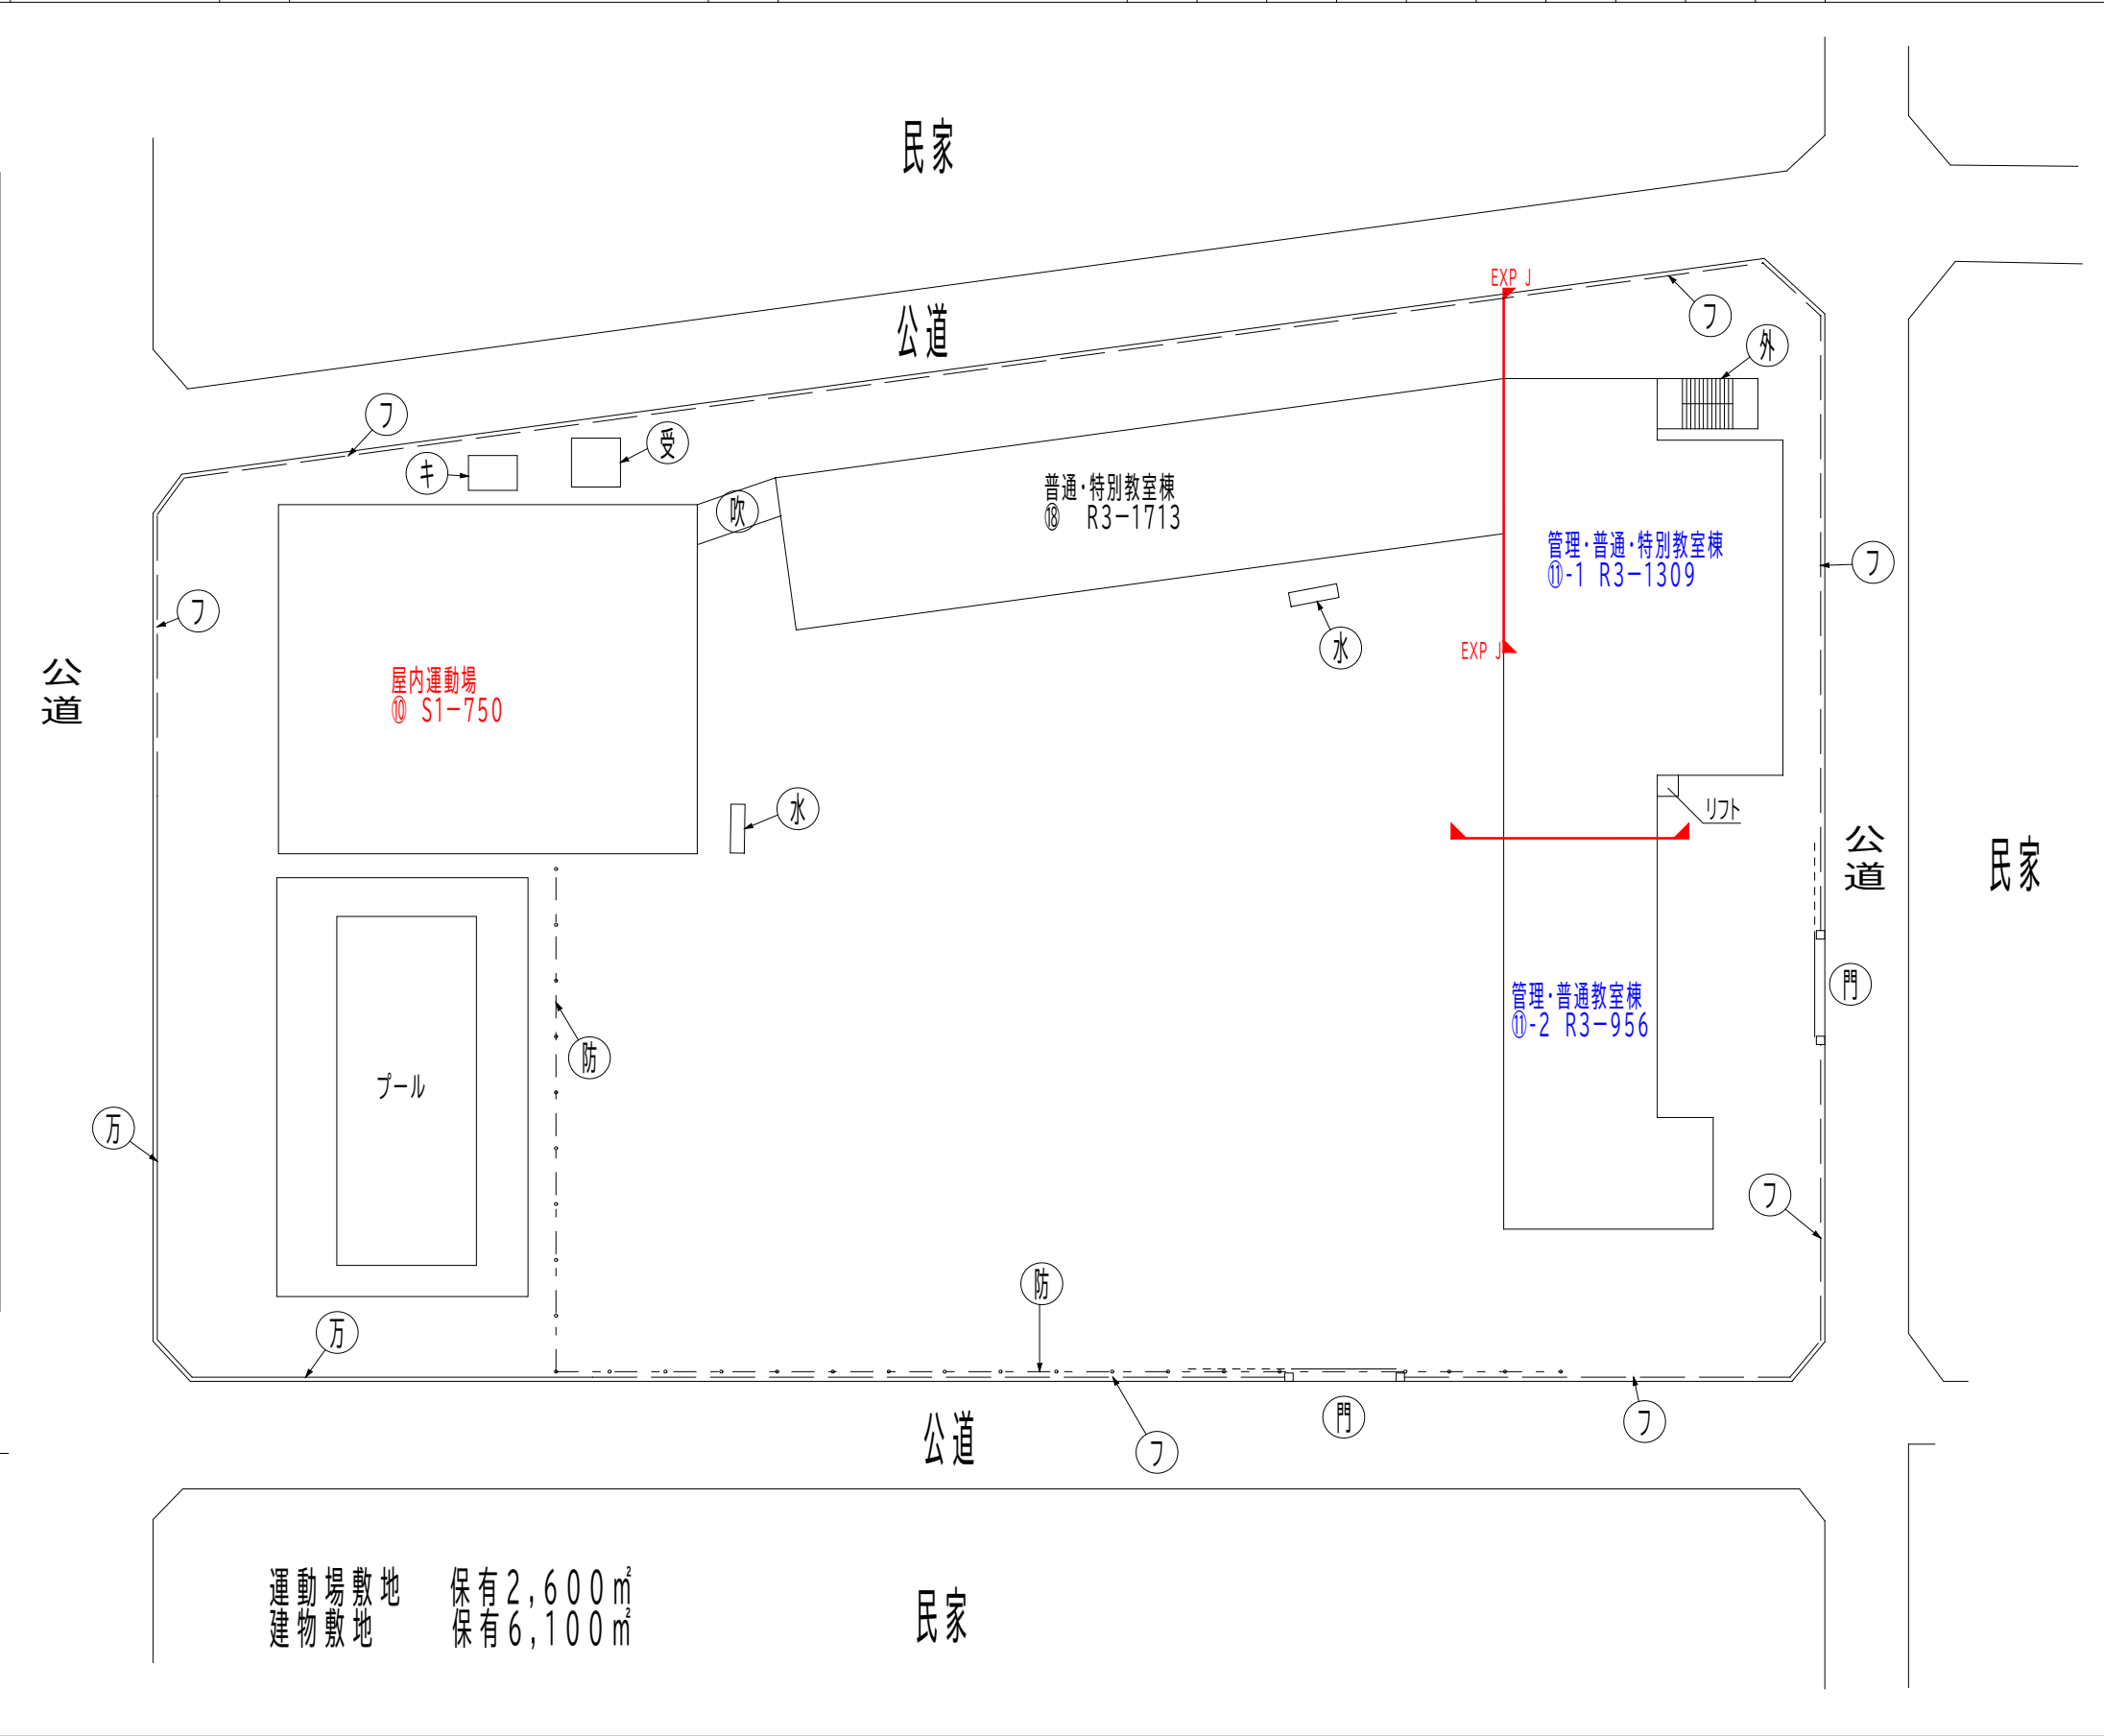 民家
公道
EXP J
フ
外
フ
受
キ
吹
普通・特別教室棟
⑱ R3－1713
管理・普通・特別教室棟
⑪-1 R3－1309
フ
フ
水
EXP J
公道
屋内運動場
⑩ S1－750
水
リフト
公道
民家
門
管理・普通教室棟
⑪-2 R3－956
防
プール
万
フ
防
万
門
フ
フ
公道
運動場敷地 保有2,600㎡
建物敷地 保有6,100㎡
民家